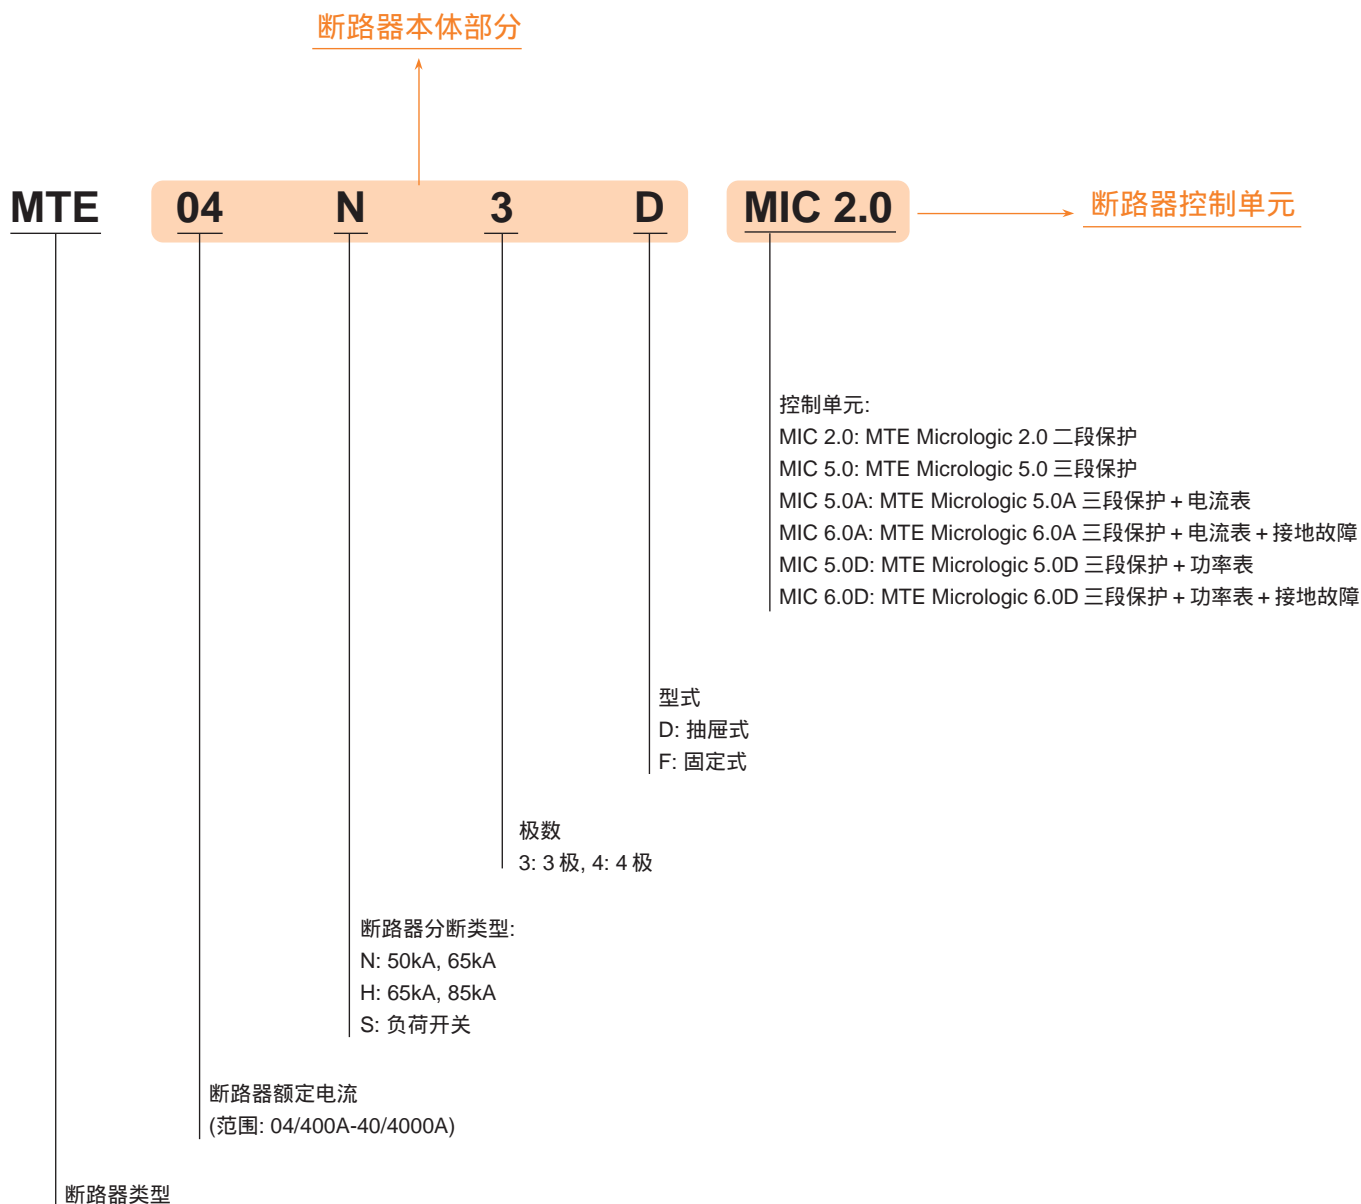 断路器本体部分
MTE 04 N 3 D MIC 2.0 断路器控制单元
控制单元:
MIC 2.0: MTE Micrologic 2.0 二段保护
MIC 5.0: MTE Micrologic 5.0 三段保护
MIC 5.0A: MTE Micrologic 5.0A 三段保护 + 电流表
MIC 6.0A: MTE Micrologic 6.0A 三段保护 + 电流表 + 接地故障
MIC 5.0D: MTE Micrologic 5.0D 三段保护 + 功率表
MIC 6.0D: MTE Micrologic 6.0D 三段保护 + 功率表 + 接地故障
型式
D: 抽屉式
F: 固定式
极数
3: 3 极, 4: 4 极
断路器分断类型:
N: 50kA, 65kA
H: 65kA, 85kA
S: 负荷开关
断路器额定电流
(范围: 04/400A-40/4000A)
断路器类型